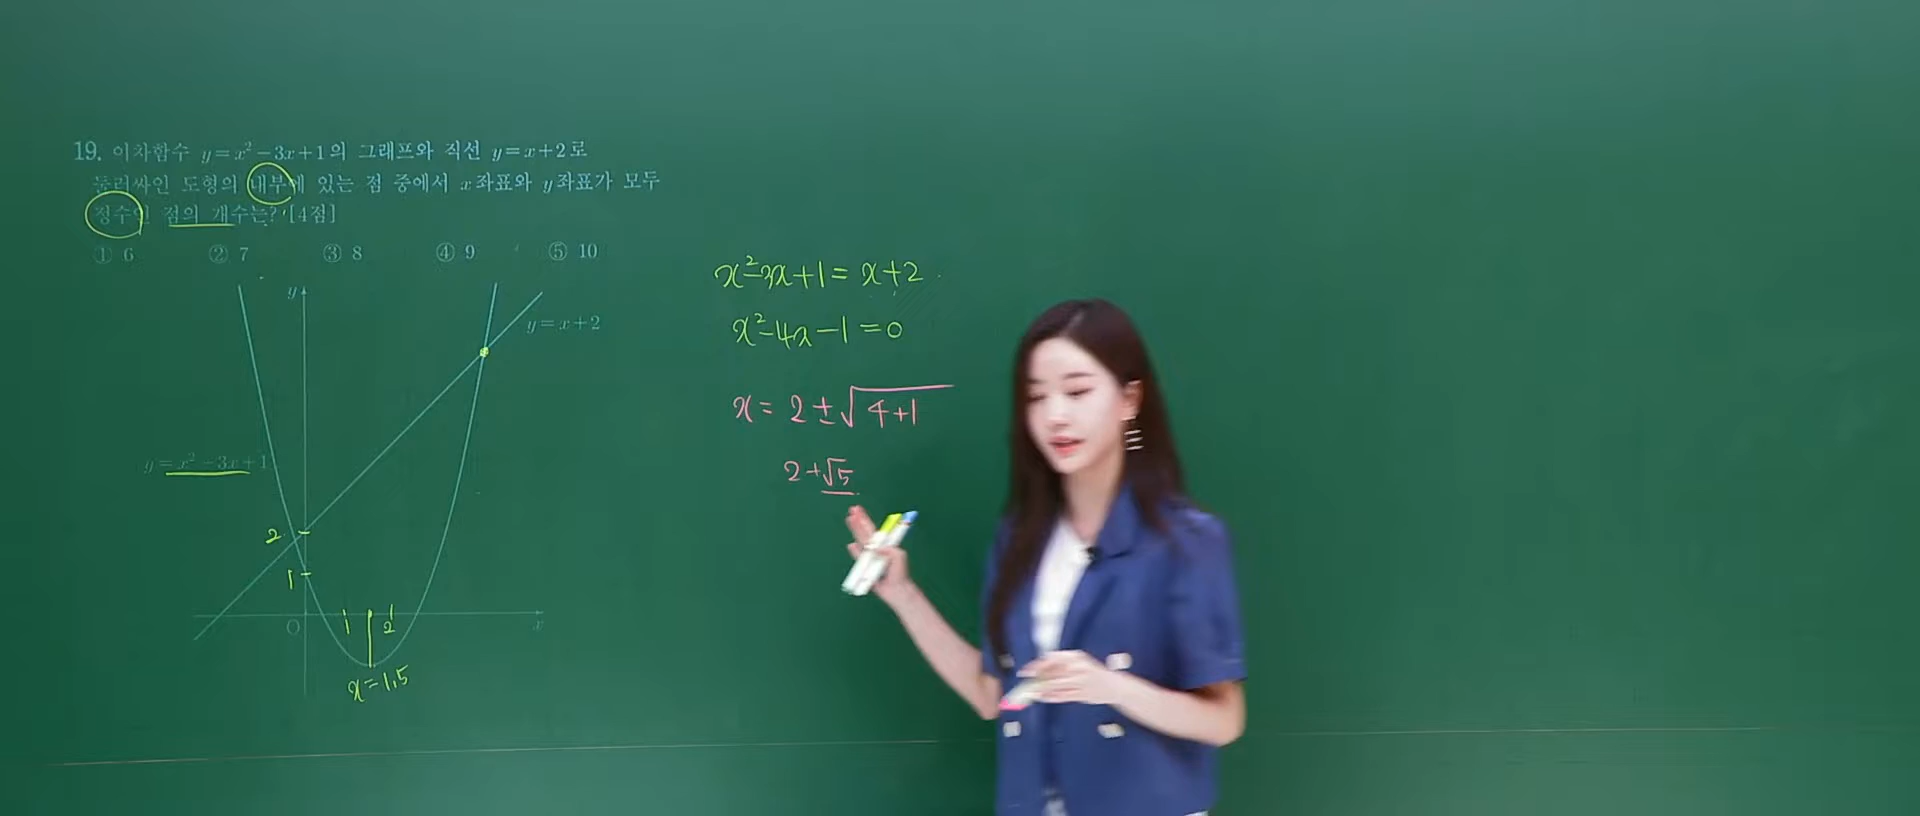 19. 이차함수 y=x²-3x+1의 그래프와 직선 y=x+2로
둘러싸인 도형의 내부에 있는 점 중에서 x좌표와 y좌표가 모두
정수인 점의 개수는? [4점]
① 6 ② 7 ③ 8 ④ 9 ⑤ 10
y
y=x+2
y=x²-3x+1
2
1
O
1
2
x
x=1.5
x²-3x+1=x+2
x²-4x-1=0
x=2±√4+1
2+√5